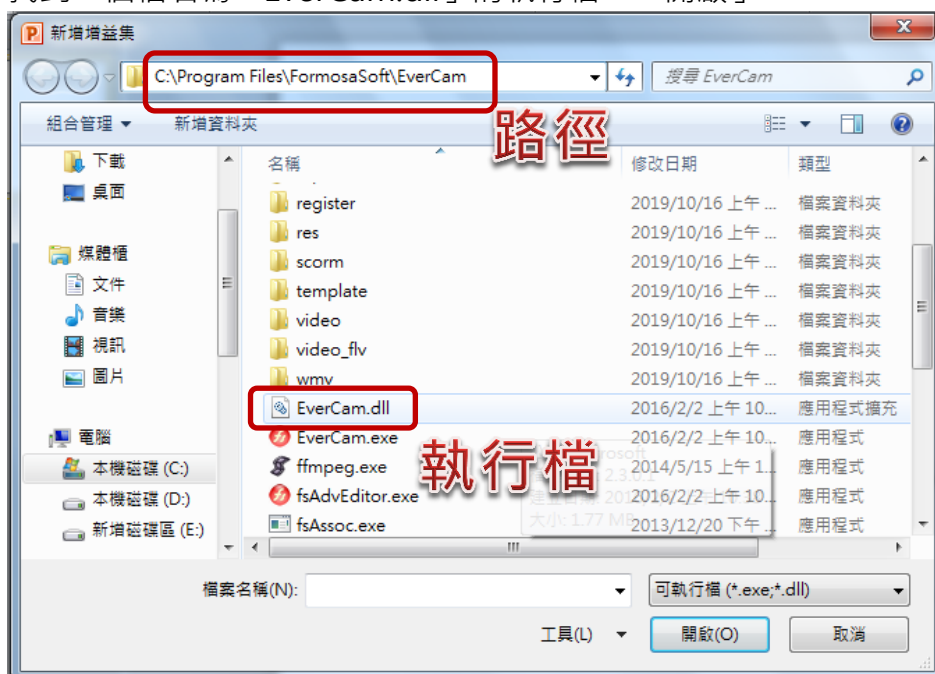 EverCam.dll」的執行檔
新增增益集
C:\Program Files\FormosaSoft\EverCam
搜尋 EverCam
組合管理 新增資料夾
路徑
名稱 修改日期 類型
下載
桌面
媒體櫃
文件
音樂
視訊
圖片
電腦
本機磁碟 (C:)
本機磁碟 (D:)
新增磁碟區 (E:)
register 2019/10/16 上午 ... 檔案資料夾
res 2019/10/16 上午 ... 檔案資料夾
scorm 2019/10/16 上午 ... 檔案資料夾
template 2019/10/16 上午 ... 檔案資料夾
video 2019/10/16 上午 ... 檔案資料夾
video_flv 2019/10/16 上午 ... 檔案資料夾
wmv 2019/10/16 上午 ... 檔案資料夾
EverCam.dll 2016/2/2 上午 10... 應用程式擴充
EverCam.exe 2016/2/2 上午 10... 應用程式
ffmpeg.exe 2014/5/15 上午 1... 應用程式
fsAdvEditor.exe 2016/2/2 上午 10... 應用程式
fsAssoc.exe 2013/12/20 下午 ... 應用程式
執行檔
大小: 1.77 MB
檔案名稱(N): 可執行檔 (*.exe;*.dll)
工具(L) 開啟(O) 取消